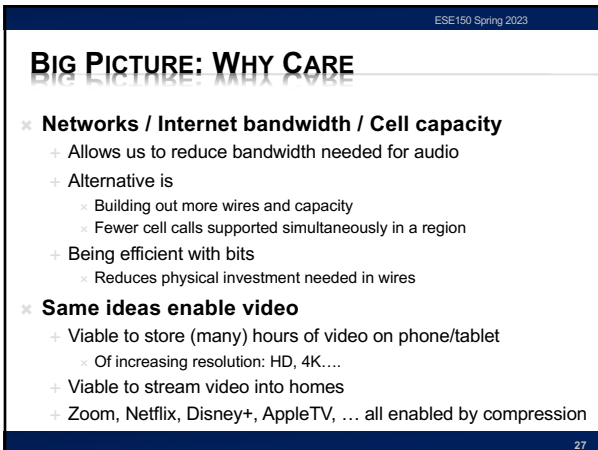 ESE150 Spring 2023
BIG PICTURE: WHY CARE
× Networks / Internet bandwidth / Cell capacity
+ Allows us to reduce bandwidth needed for audio
+ Alternative is
× Building out more wires and capacity
× Fewer cell calls supported simultaneously in a region
+ Being efficient with bits
× Reduces physical investment needed in wires
× Same ideas enable video
+ Viable to store (many) hours of video on phone/tablet
× Of increasing resolution: HD, 4K....
+ Viable to stream video into homes
+ Zoom, Netflix, Disney+, AppleTV, … all enabled by compression
27